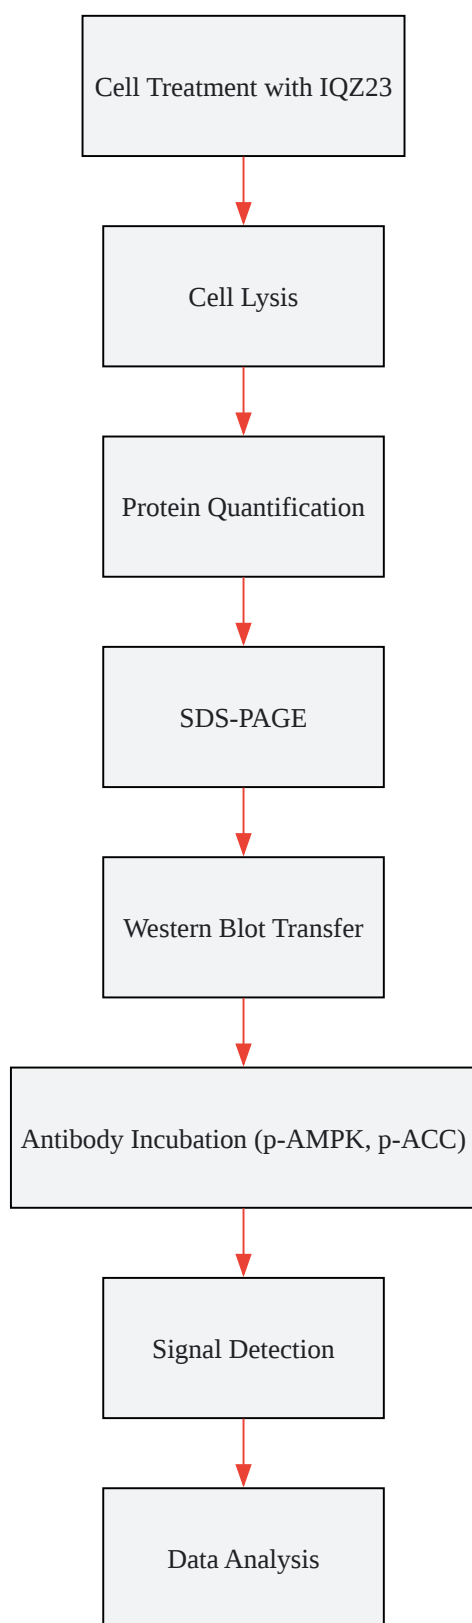 Cell Treatment with IQZ23
Cell Lysis
Protein Quantification
SDS-PAGE
Western Blot Transfer
Antibody Incubation (p-AMPK, p-ACC)
Signal Detection
Data Analysis